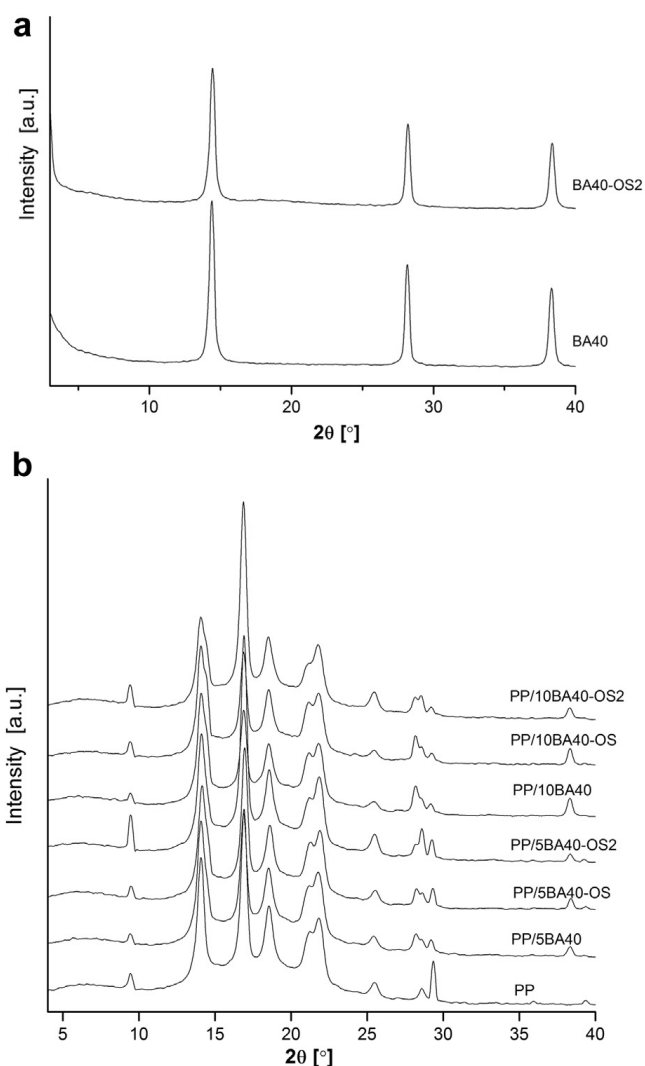 a
Intensity [a.u.]
BA40-OS2
BA40
10 20 30 40
2θ [°]
b
Intensity [a.u.]
PP/10BA40-OS2
PP/10BA40-OS
PP/10BA40
PP/5BA40-OS2
PP/5BA40-OS
PP/5BA40
PP
5 10 15 20 25 30 35 40
2θ [°]